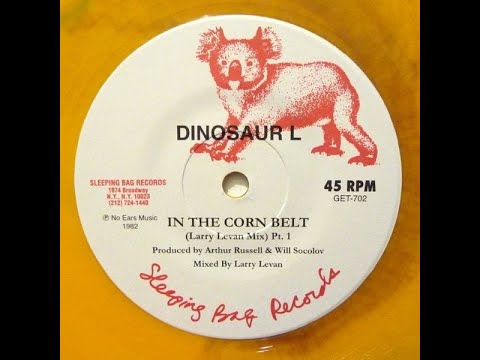 DINOSAUR L
SLEEPING BAG RECORDS
1974 Broadway
N.Y., N.Y. 10023
(212) 724-1440
45 RPM
GET-702
℗ No Ears Music
1982
IN THE CORN BELT
(Larry Levan Mix) Pt. 1
Produced by Arthur Russell & Will Socolov
Mixed By Larry Levan
Sleeping Bag Records